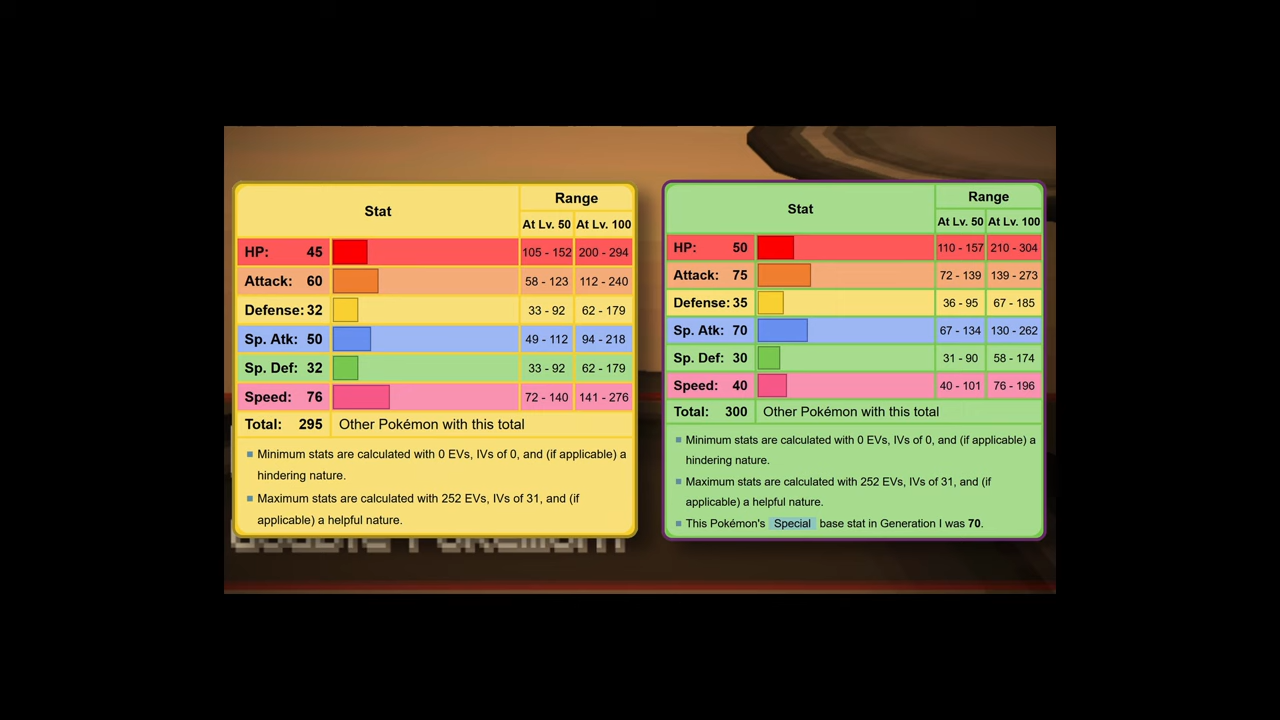 Stat
Range
At Lv. 50 At Lv. 100
HP: 45 105 - 152 200 - 294
Attack: 60 58 - 123 112 - 240
Defense: 32 33 - 92 62 - 179
Sp. Atk: 50 49 - 112 94 - 218
Sp. Def: 32 33 - 92 62 - 179
Speed: 76 72 - 140 141 - 276
Total: 295 Other Pokémon with this total
Minimum stats are calculated with 0 EVs, IVs of 0, and (if applicable) a
hindering nature.
Maximum stats are calculated with 252 EVs, IVs of 31, and (if
applicable) a helpful nature.
Stat
Range
At Lv. 50 At Lv. 100
HP: 50 110 - 157 210 - 304
Attack: 75 72 - 139 139 - 273
Defense: 35 36 - 95 67 - 185
Sp. Atk: 70 67 - 134 130 - 262
Sp. Def: 30 31 - 90 58 - 174
Speed: 40 40 - 101 76 - 196
Total: 300 Other Pokémon with this total
Minimum stats are calculated with 0 EVs, IVs of 0, and (if applicable) a
hindering nature.
Maximum stats are calculated with 252 EVs, IVs of 31, and (if
applicable) a helpful nature.
This Pokémon's Special base stat in Generation I was 70.